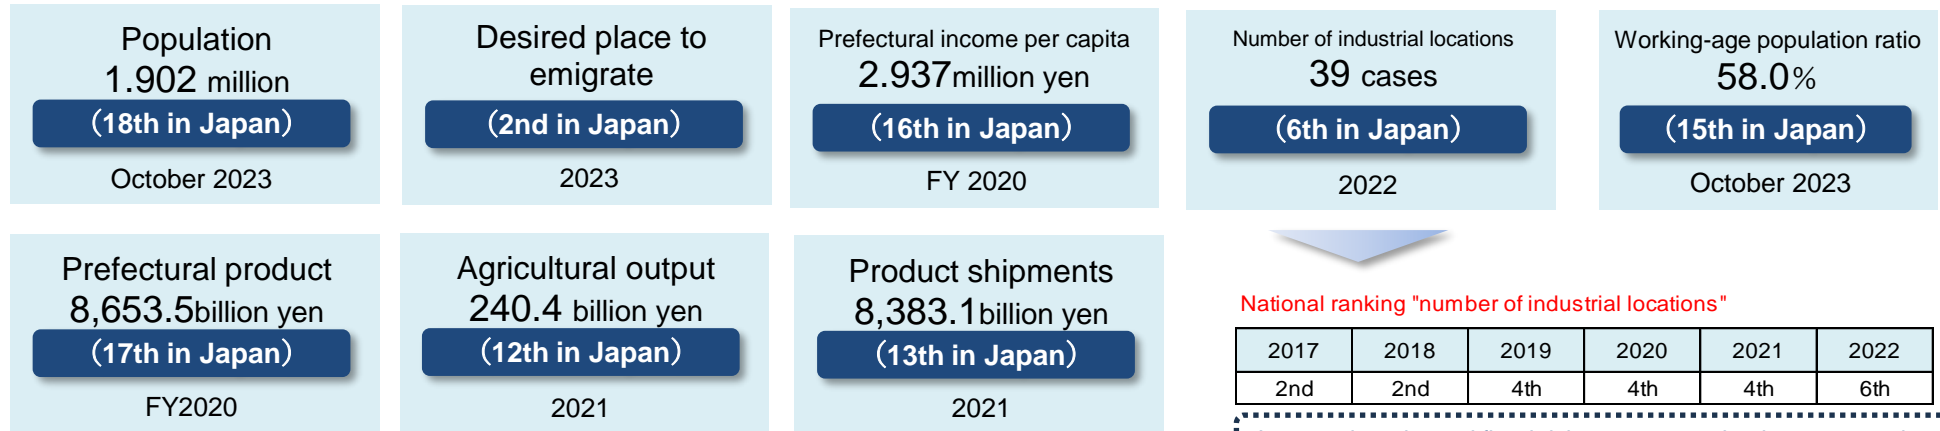 Population
1.902 million
（18th in Japan）
October 2023
Desired place to
emigrate
（2nd in Japan）
2023
Prefectural income per capita
2.937million yen
（16th in Japan）
FY 2020
Number of industrial locations
39 cases
（6th in Japan）
2022
Working-age population ratio
58.0%
（15th in Japan）
October 2023
Prefectural product
8,653.5billion yen
（17th in Japan）
FY2020
Agricultural output
240.4 billion yen
（12th in Japan）
2021
Product shipments
8,383.1billion yen
（13th in Japan）
2021
National ranking "number of industrial locations"
2017 2018 2019 2020 2021 2022
2nd 2nd 4th 4th 4th 6th